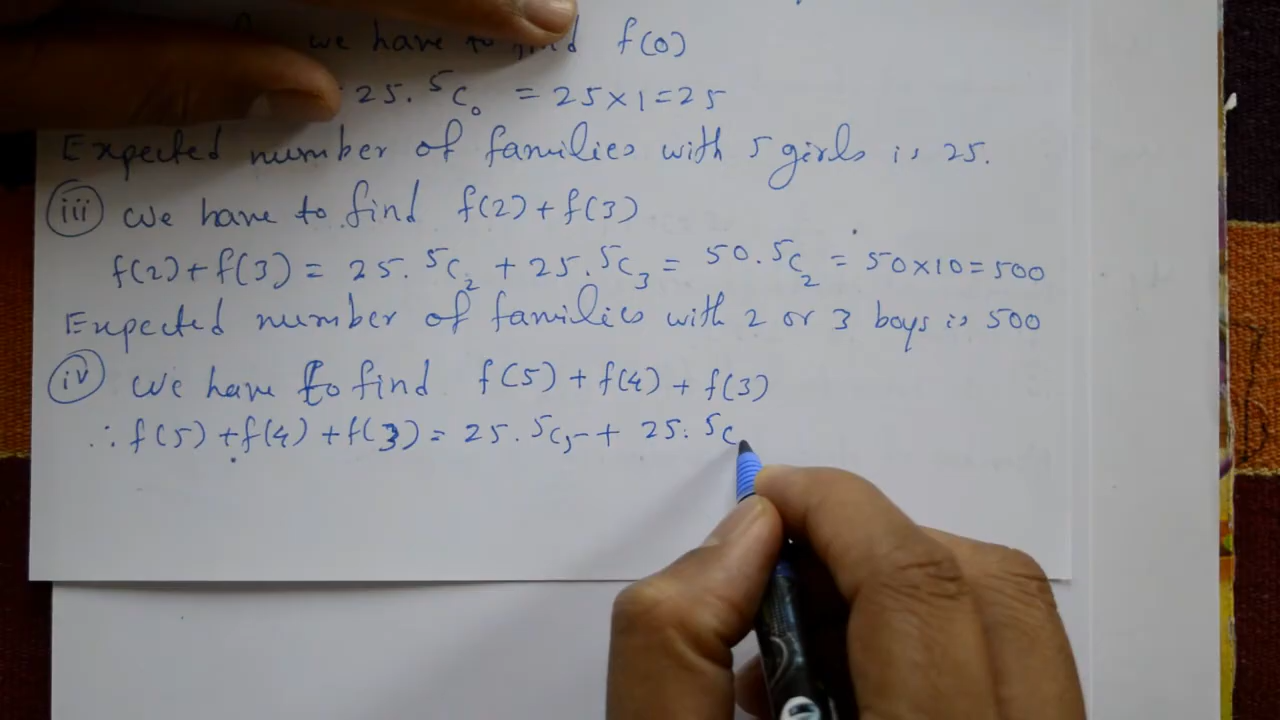 we have to find f(0)
25. ⁵C₀ = 25×1=25
Expected number of families with 5 girls is 25.
(iii) We have to find f(2)+f(3)
f(2)+f(3) = 25. ⁵C₂ + 25. ⁵C₃ = 50. ⁵C₂ = 50×10=500
Expected number of families with 2 or 3 boys is 500
(iv) We have to find f(5) + f(4) + f(3)
∴ f(5) + f(4) + f(3) = 25. ⁵C₅ + 25. ⁵C